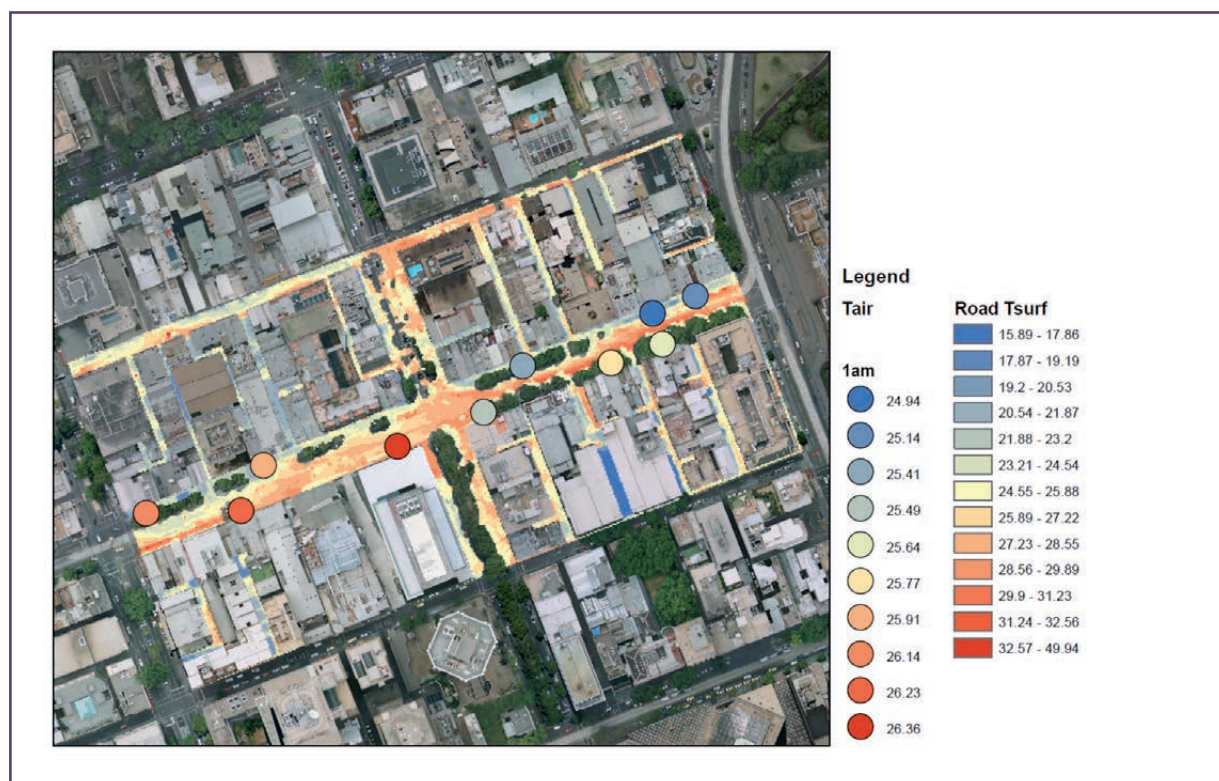 Legend
Tair
1am
24.94
25.14
25.41
25.49
25.64
25.77
25.91
26.14
26.23
26.36
Road Tsurf
15.89 - 17.86
17.87 - 19.19
19.2 - 20.53
20.54 - 21.87
21.88 - 23.2
23.21 - 24.54
24.55 - 25.88
25.89 - 27.22
27.23 - 28.55
28.56 - 29.89
29.9 - 31.23
31.24 - 32.56
32.57 - 49.94